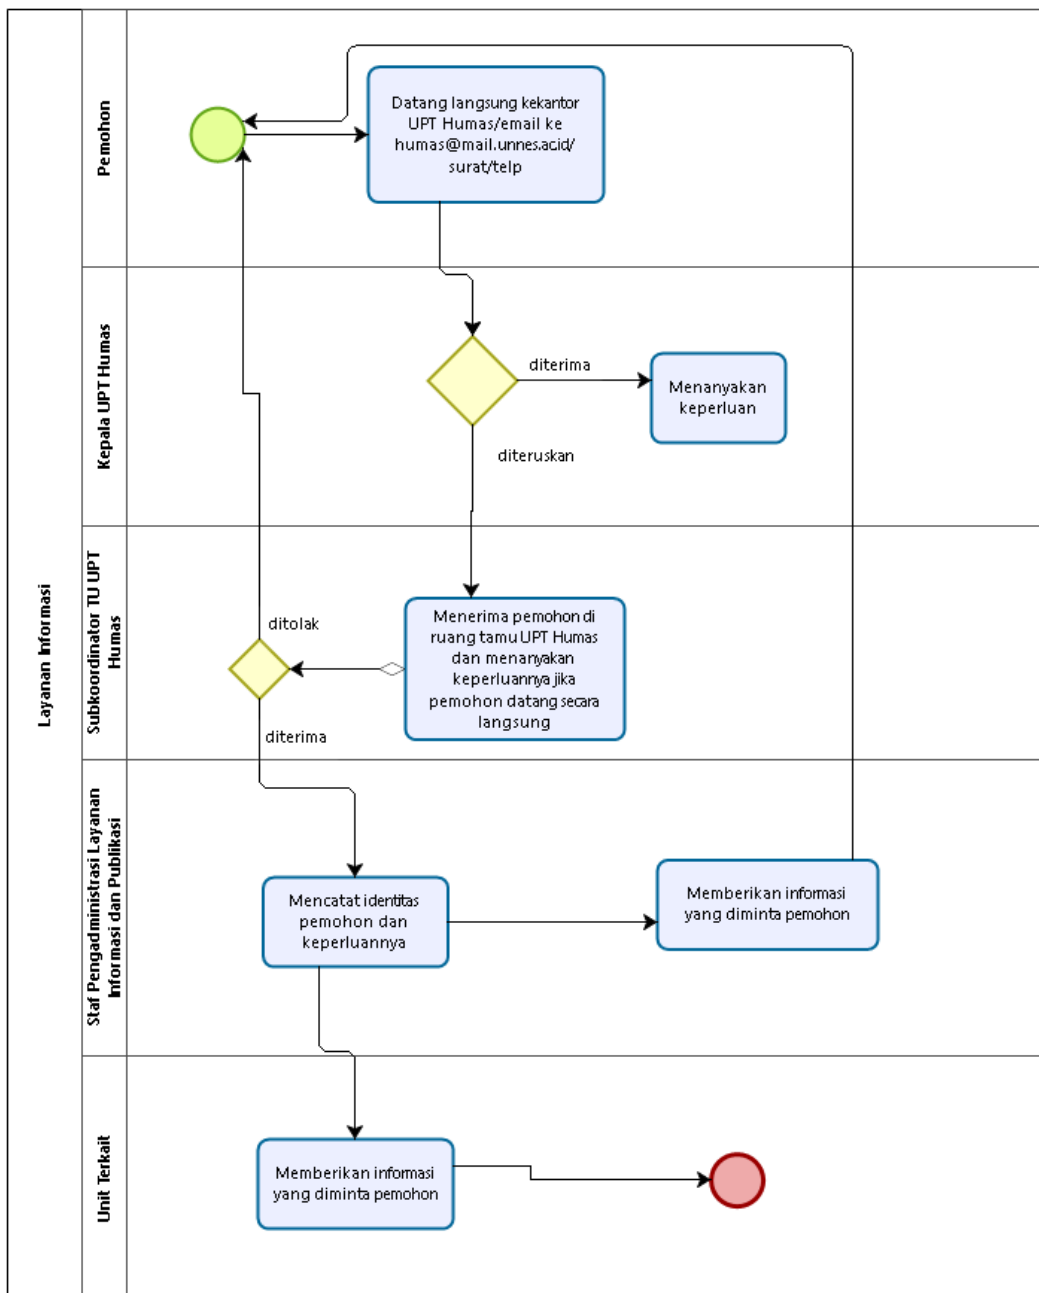 Layanan Informasi
Pemohon
Datang langsung kekantor
UPT Humas/email ke
humas@mail.unnes.ac.id/
surat/telp
Kepala UPT Humas
diterima
Menanyakan
keperluan
diteruskan
Subkoordinator TU UPT
Humas
ditolak
Menerima pemohon di
ruang tamu UPT Humas
dan menanyakan
keperluannya jika
pemohon datang secara
langsung
diterima
Staf Pengadministrasi Layanan
Informasi dan Publikasi
Mencatat identitas
pemohon dan
keperluannya
Memberikan informasi
yang diminta pemohon
Unit Terkait
Memberikan informasi
yang diminta pemohon